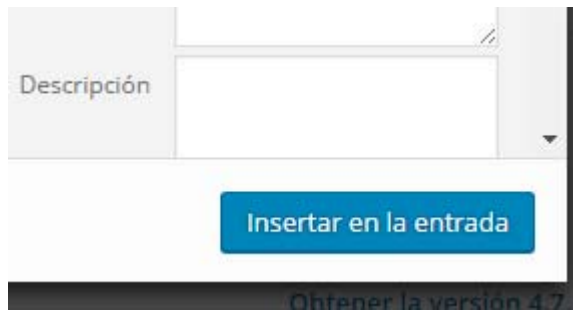 Descripción
Insertar en la entrada
Obtener la versión 4.7